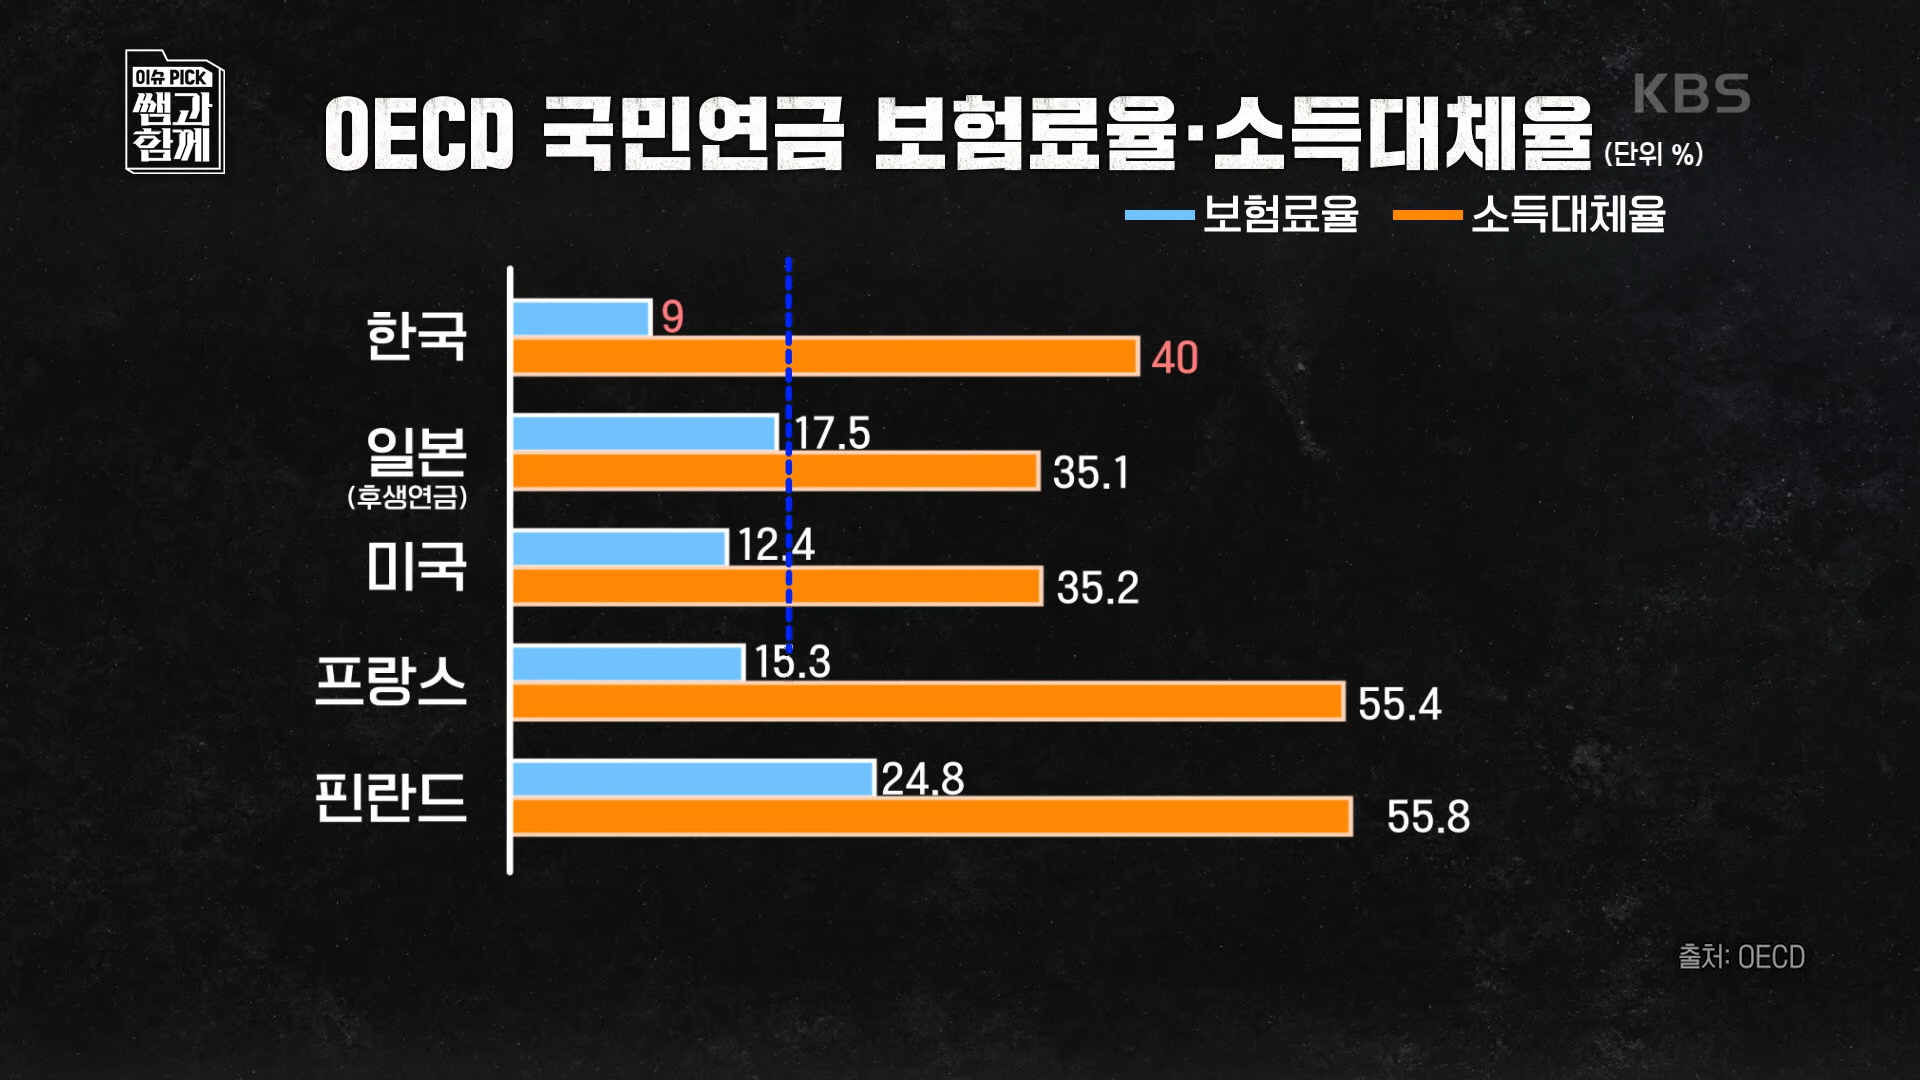 이슈 PICK
쌤과
함께
KBS
OECD 국민연금 보험료율·소득대체율 (단위 %)
보험료율 소득대체율
한국 9
40
일본 17.5
(후생연금) 35.1
미국 12.4
35.2
프랑스 15.3
55.4
핀란드 24.8
55.8
출처: OECD